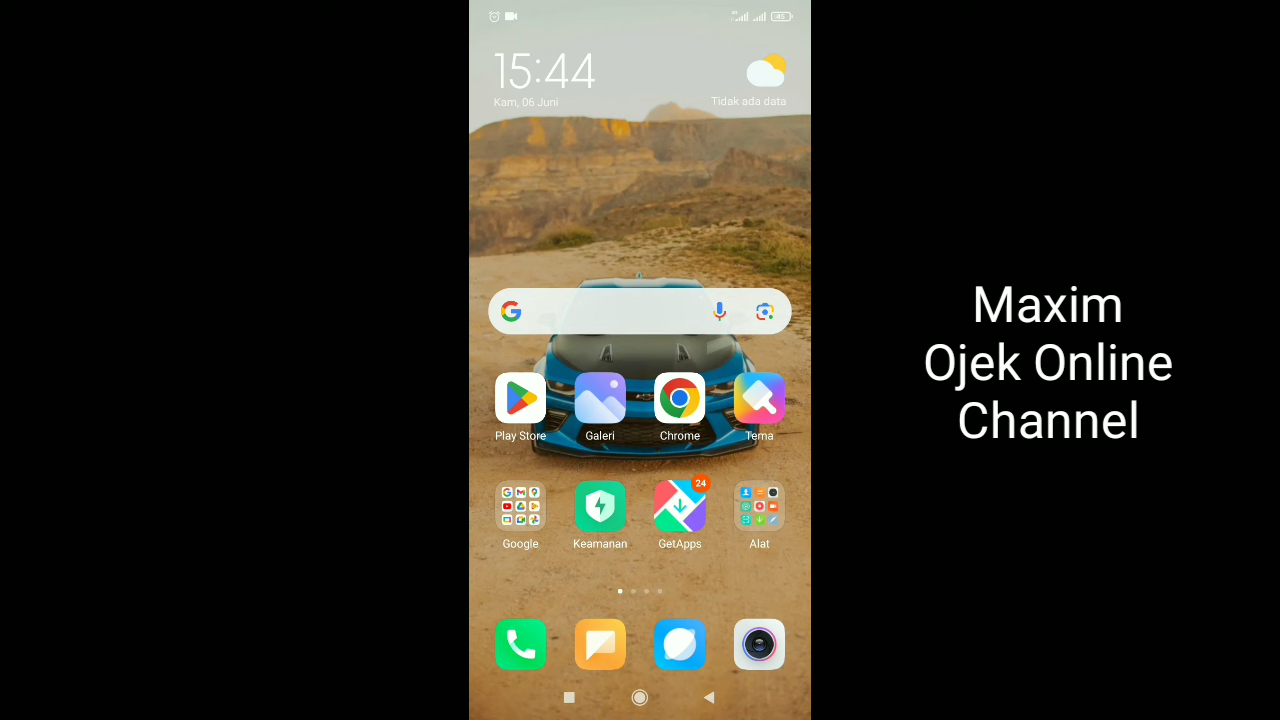 45
15:44
Kam, 06 Juni
Tidak ada data
Play Store
Galeri
Chrome
Tema
24
Google
Keamanan
GetApps
Alat
Maxim
Ojek Online
Channel